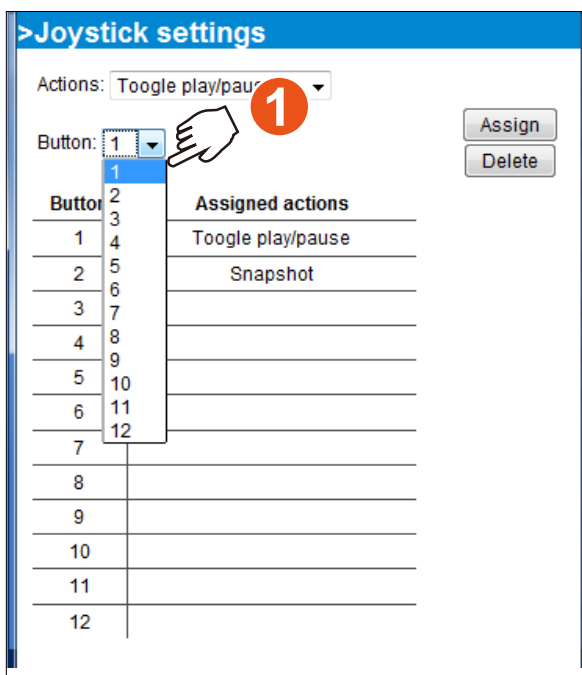 >Joystick settings
Actions: Toogle play/pause
1
Button: 1
Assign
Delete
1
2
3
4
5
6
7
8
9
10
11
12
Button Assigned actions
1 Toogle play/pause
2 Snapshot
3
4
5
6
7
8
9
10
11
12